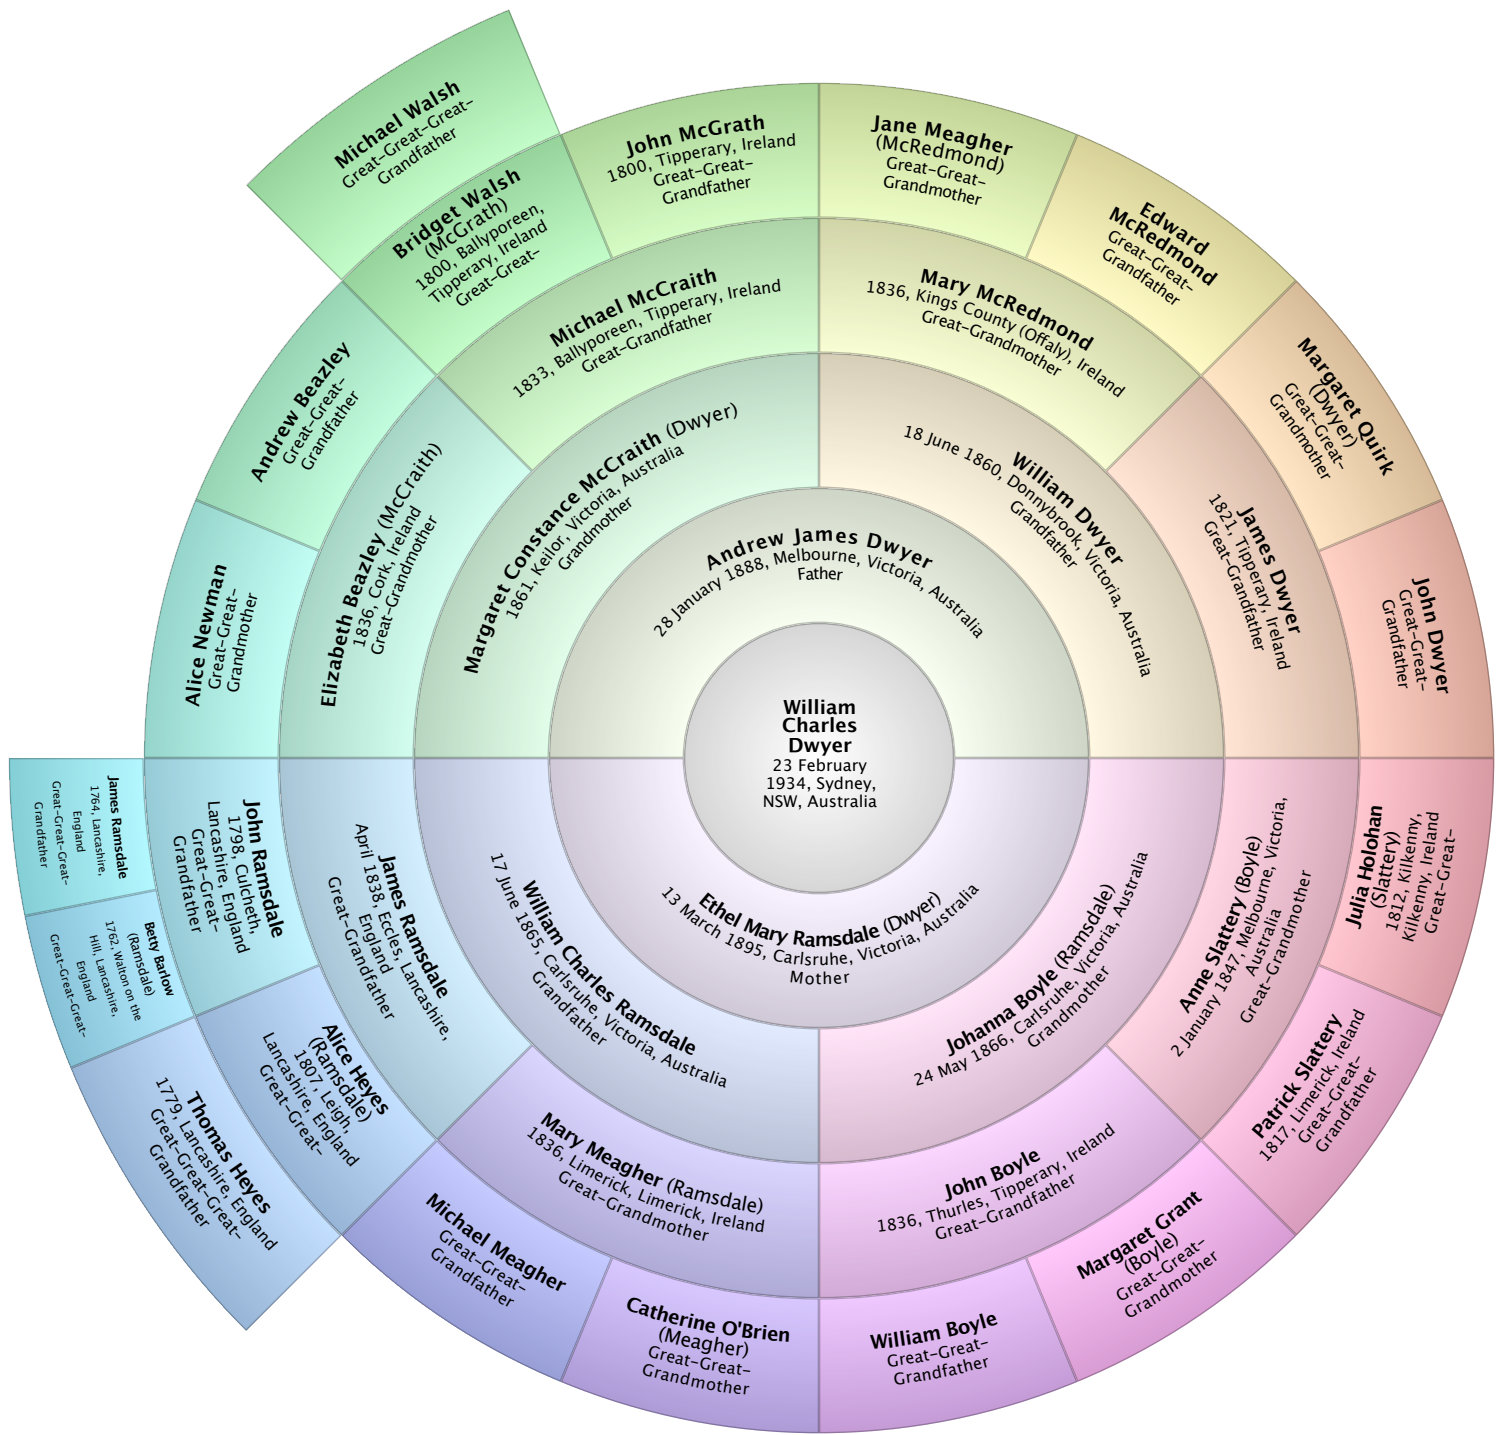 William
Charles
Dwyer
23 February
1934, Sydney,
NSW, Australia
Andrew James Dwyer
28 January 1888, Melbourne, Victoria, Australia
Father
Ethel Mary Ramsdale (Dwyer)
13 March 1895, Carlsruhe, Victoria, Australia
Mother
Margaret Constance McCraith (Dwyer)
1861, Keilor, Victoria, Australia
Grandmother
William Dwyer
18 June 1860, Donnybrook, Victoria, Australia
Grandfather
Johanna Boyle (Ramsdale)
24 May 1866, Carlsruhe, Victoria, Australia
Grandmother
William Charles Ramsdale
17 June 1865, Carlsruhe, Victoria, Australia
Grandfather
Elizabeth Beazley (McCraith)
1836, Cork, Ireland
Great-Grandmother
Michael McCraith
1833, Ballyporeen, Tipperary, Ireland
Great-Grandfather
Mary McRedmond
1836, Kings County (Offaly), Ireland
Great-Grandmother
James Dwyer
1821, Tipperary, Ireland
Great-Grandfather
Anne Slattery (Boyle)
2 January 1847, Melbourne, Victoria,
Australia
Great-Grandmother
John Boyle
1836, Thurles, Tipperary, Ireland
Great-Grandfather
Mary Meagher (Ramsdale)
1836, Limerick, Limerick, Ireland
Great-Grandmother
James Ramsdale
April 1838, Eccles, Lancashire,
England
Great-Grandfather
Alice Newman
Great-Great-
Grandmother
Andrew Beazley
Great-Great-
Grandfather
Bridget Walsh
(McGrath)
1800, Ballyporeen,
Tipperary, Ireland
Great-Great-
John McGrath
1800, Tipperary, Ireland
Great-Great-
Grandfather
Jane Meagher
(McRedmond)
Great-Great-
Grandmother
Edward
McRedmond
Great-Great-
Grandfather
Margaret Quirk
(Dwyer)
Great-Great-
Grandmother
John Dwyer
Great-Great-
Grandfather
Julia Holohan
(Slattery)
1812, Kilkenny,
Kilkenny, Ireland
Great-Great-
Patrick Slattery
1817, Limerick, Ireland
Great-Great-
Grandfather
Margaret Grant
(Boyle)
Great-Great-
Grandmother
William Boyle
Great-Great-
Grandfather
Catherine O'Brien
(Meagher)
Great-Great-
Grandmother
Michael Meagher
Great-Great-
Grandfather
Alice Heyes
(Ramsdale)
1807, Leigh,
Lancashire, England
Great-Great-
John Ramsdale
1798, Culcheth,
Lancashire, England
Great-Great-
Grandfather
Michael Walsh
Great-Great-Great-
Grandfather
James Ramsdale
1764, Lancashire,
England
Great-Great-Great-
Grandfather
Betty Barlow
(Ramsdale)
1762, Walton on the
Hill, Lancashire,
England
Great-Great-Great-
Thomas Heyes
1779, Lancashire, England
Great-Great-Great-
Grandfather